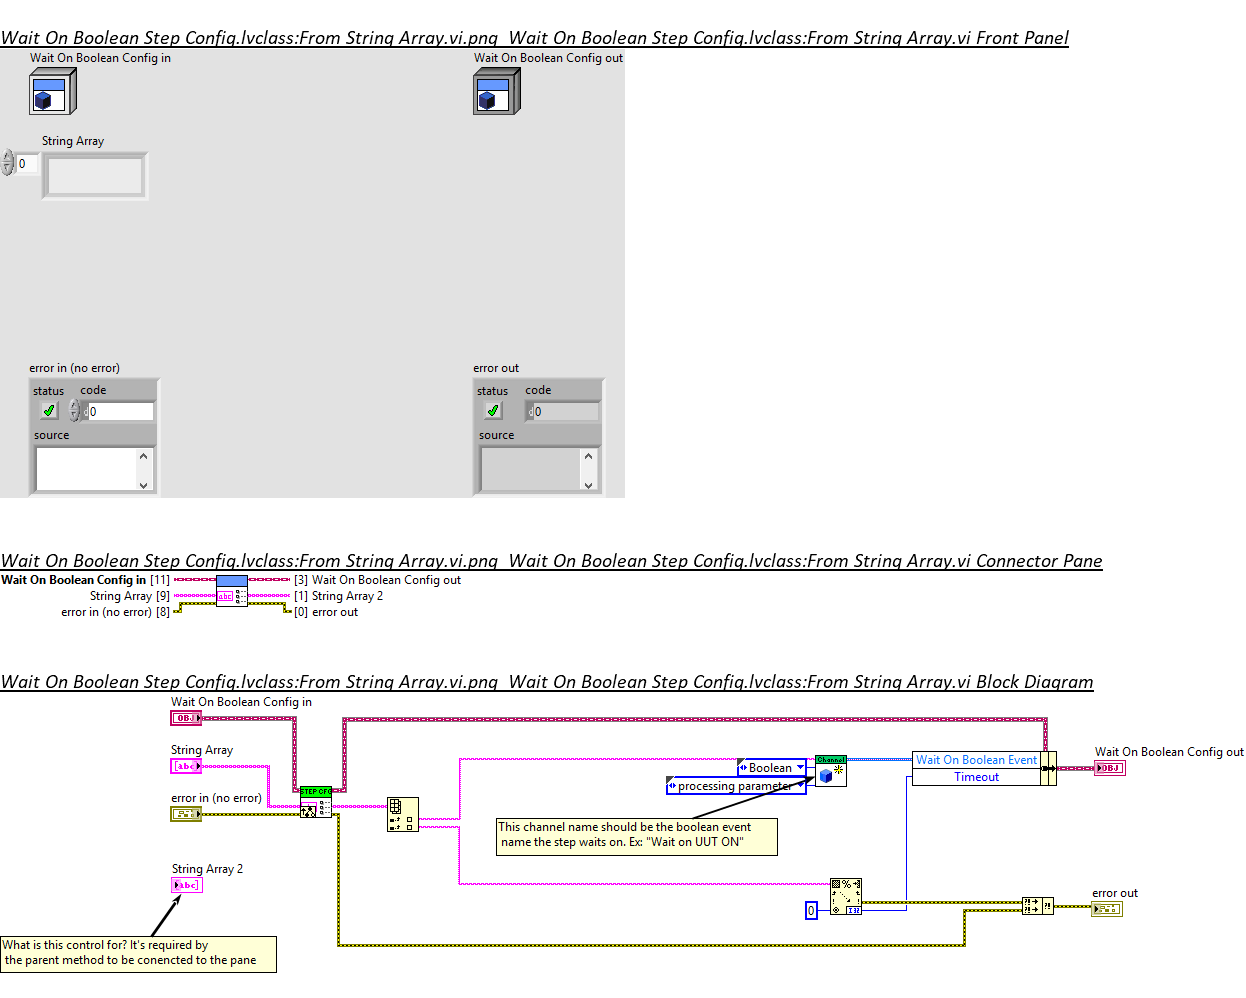 Wait On Boolean Step Config.lvclass:From String Array.vi.png  Wait On Boolean Step Config.lvclass:From String Array.vi Front Panel
Wait On Boolean Config in
Wait On Boolean Config out
String Array
0
error in (no error)
error out
status
code
status
code
d0
d0
source
source
Wait On Boolean Step Config.lvclass:From String Array.vi.png  Wait On Boolean Step Config.lvclass:From String Array.vi Connector Pane
Wait On Boolean Config in [11]
[3] Wait On Boolean Config out
String Array [9]
abc
[1] String Array 2
error in (no error) [8]
[0] error out
Wait On Boolean Step Config.lvclass:From String Array.vi.png  Wait On Boolean Step Config.lvclass:From String Array.vi Block Diagram
Wait On Boolean Config in
OBJ
String Array
[abc]
error in (no error)
STEP CFG
Boolean
processing parameter
Channel
Wait On Boolean Event
Timeout
Wait On Boolean Config out
OBJ
This channel name should be the boolean event
name the step waits on. Ex: "Wait on UUT ON"
String Array 2
[abc]
%
0
I32
error out
What is this control for? It's required by
the parent method to be conencted to the pane